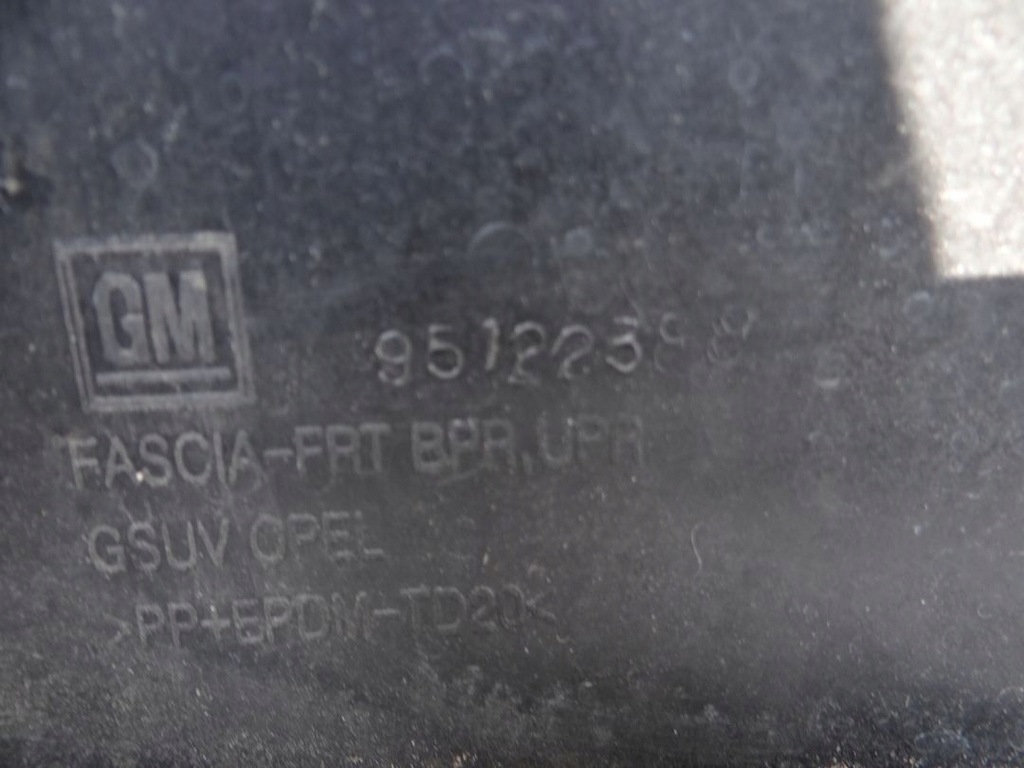 GM
FASCIA-FRT BPR, UPR
GSUV OPEL
>PP+EPDM-TD20<